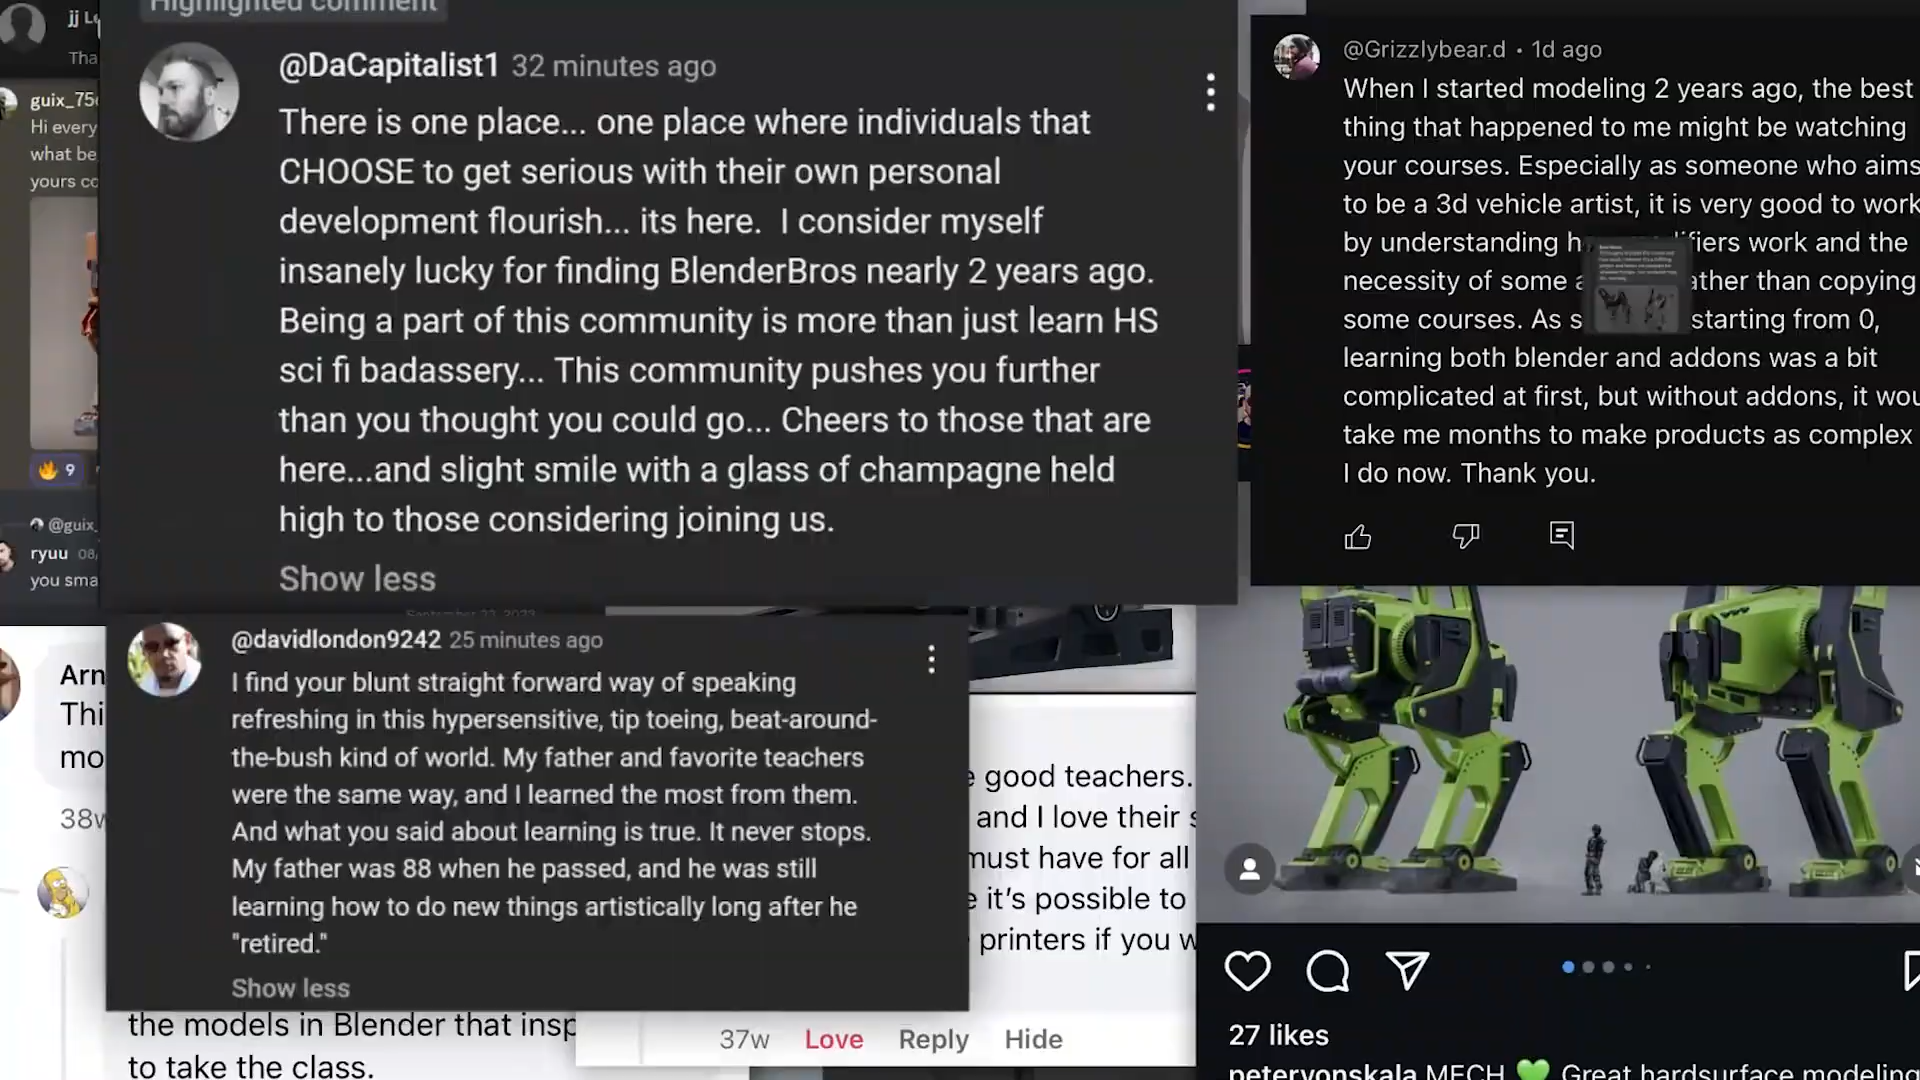 Highlighted comment
@DaCapitalist1 32 minutes ago
There is one place... one place where individuals that
CHOOSE to get serious with their own personal
development flourish... its here.  I consider myself
insanely lucky for finding BlenderBros nearly 2 years ago.
Being a part of this community is more than just learn HS
sci fi badassery... This community pushes you further
than you thought you could go... Cheers to those that are
here...and slight smile with a glass of champagne held
high to those considering joining us.
Show less
@Grizzlybear.d • 1d ago
When I started modeling 2 years ago, the best
thing that happened to me might be watching
your courses. Especially as someone who aims
to be a 3d vehicle artist, it is very good to work
by understanding work and the
necessity of some than copying
some courses. As starting from 0,
learning both blender and addons was a bit
complicated at first, but without addons, it
take me months to make products as complex
I do now. Thank you.
jj
guix_75
Hi every
what be
yours
9
@guix_
ryuu 08/
you
September 22, 2023
@davidlondon9242 25 minutes ago
I find your blunt straight forward way of speaking
refreshing in this hypersensitive, tip toeing, beat-around-
the-bush kind of world. My father and favorite teachers
were the same way, and I learned the most from them.
And what you said about learning is true. It never stops.
My father was 88 when he passed, and he was still
learning how to do new things artistically long after he
"retired."
Show less
Arn
Thi
mo
38w
the models in Blender that insp
to take the class.
good teachers.
and I love their
must have for all
it's possible to
printers if you
37w Love Reply Hide
27 likes
petervonskala MECH 💚 Great hardsurface modeling